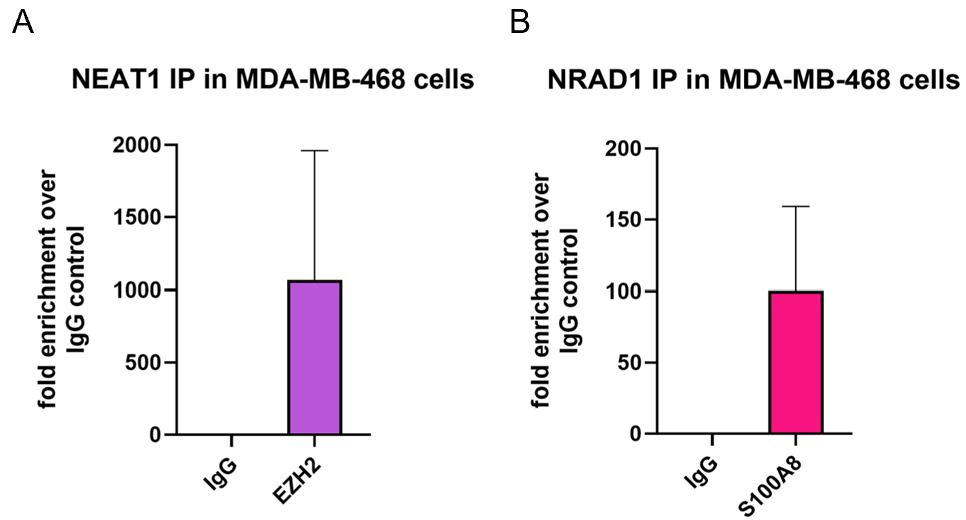 A
NEAT1 IP in MDA-MB-468 cells
fold enrichment over
IgG control
2000
1500
1000
500
0
IgG
EZH2
B
NRAD1 IP in MDA-MB-468 cells
fold enrichment over
IgG control
200
150
100
50
0
IgG
S100A8